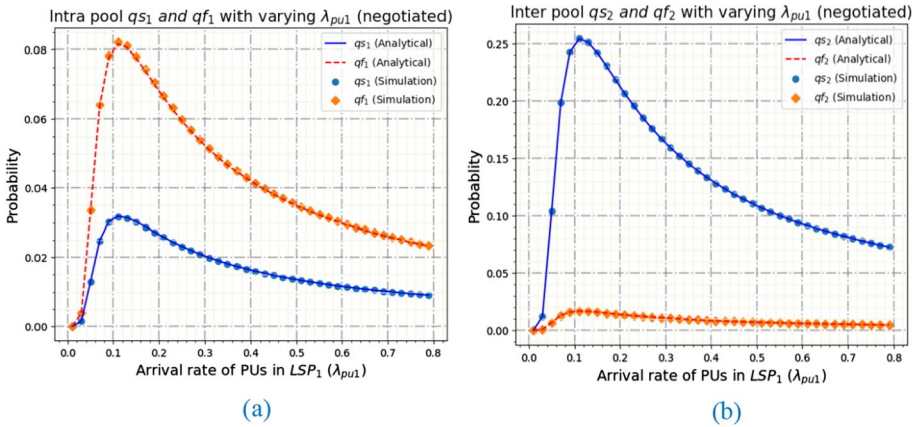 Intra pool qs₁ and qf₁ with varying λₚᵤ₁ (negotiated)
0.08
0.06
0.04
0.02
0.00
Probability
qs₁ (Analytical)
qf₁ (Analytical)
qs₁ (Simulation)
qf₁ (Simulation)
0.0 0.1 0.2 0.3 0.4 0.5 0.6 0.7 0.8
Arrival rate of PUs in LSP₁ (λₚᵤ₁)
(a)
Inter pool qs₂ and qf₂ with varying λₚᵤ₁ (negotiated)
0.25
0.20
0.15
0.10
0.05
0.00
Probability
qs₂ (Analytical)
qf₂ (Analytical)
qs₂ (Simulation)
qf₂ (Simulation)
0.0 0.1 0.2 0.3 0.4 0.5 0.6 0.7 0.8
Arrival rate of PUs in LSP₁ (λₚᵤ₁)
(b)